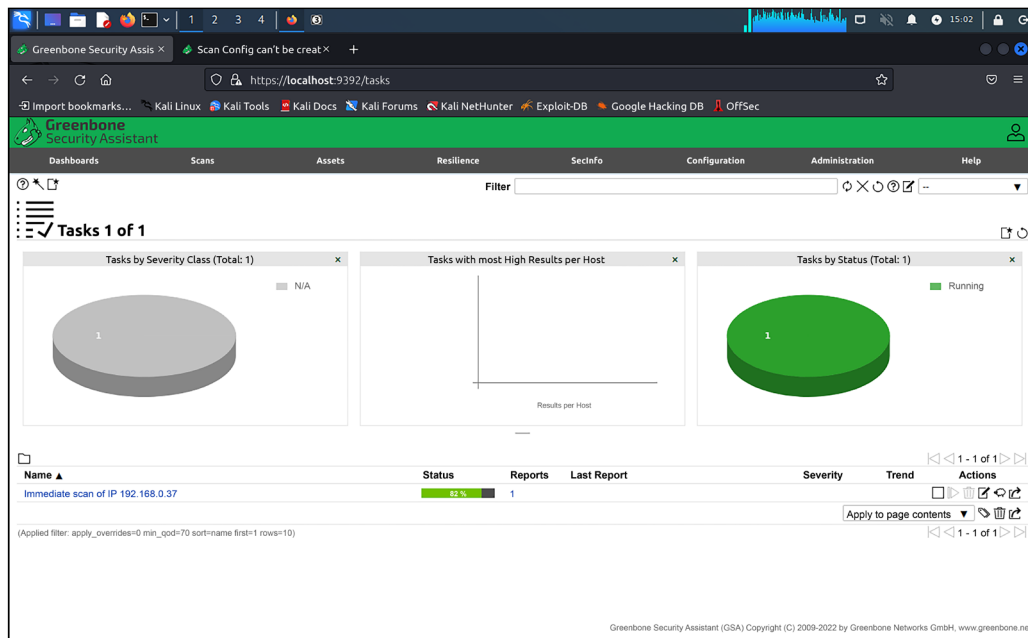 1 2 3 4 15:02
Greenbone Security Assis Scan Config can't be creat
https://localhost:9392/tasks
Import bookmarks... Kali Linux Kali Tools Kali Docs Kali Forums Kali NetHunter Exploit-DB Google Hacking DB OffSec
Greenbone
Security Assistant
Dashboards Scans Assets Resilience SecInfo Configuration Administration Help
Filter --
Tasks 1 of 1
Tasks by Severity Class (Total: 1) Tasks with most High Results per Host Tasks by Status (Total: 1)
N/A Running
1 1
Results per Host
1 - 1 of 1
Name Status Reports Last Report Severity Trend Actions
Immediate scan of IP 192.168.0.37 82 % 1
Apply to page contents
(Applied filter: apply_overrides=0 min_qod=70 sort=name first=1 rows=10) 1 - 1 of 1
Greenbone Security Assistant (GSA) Copyright (C) 2009-2022 by Greenbone Networks GmbH, www.greenbone.ne